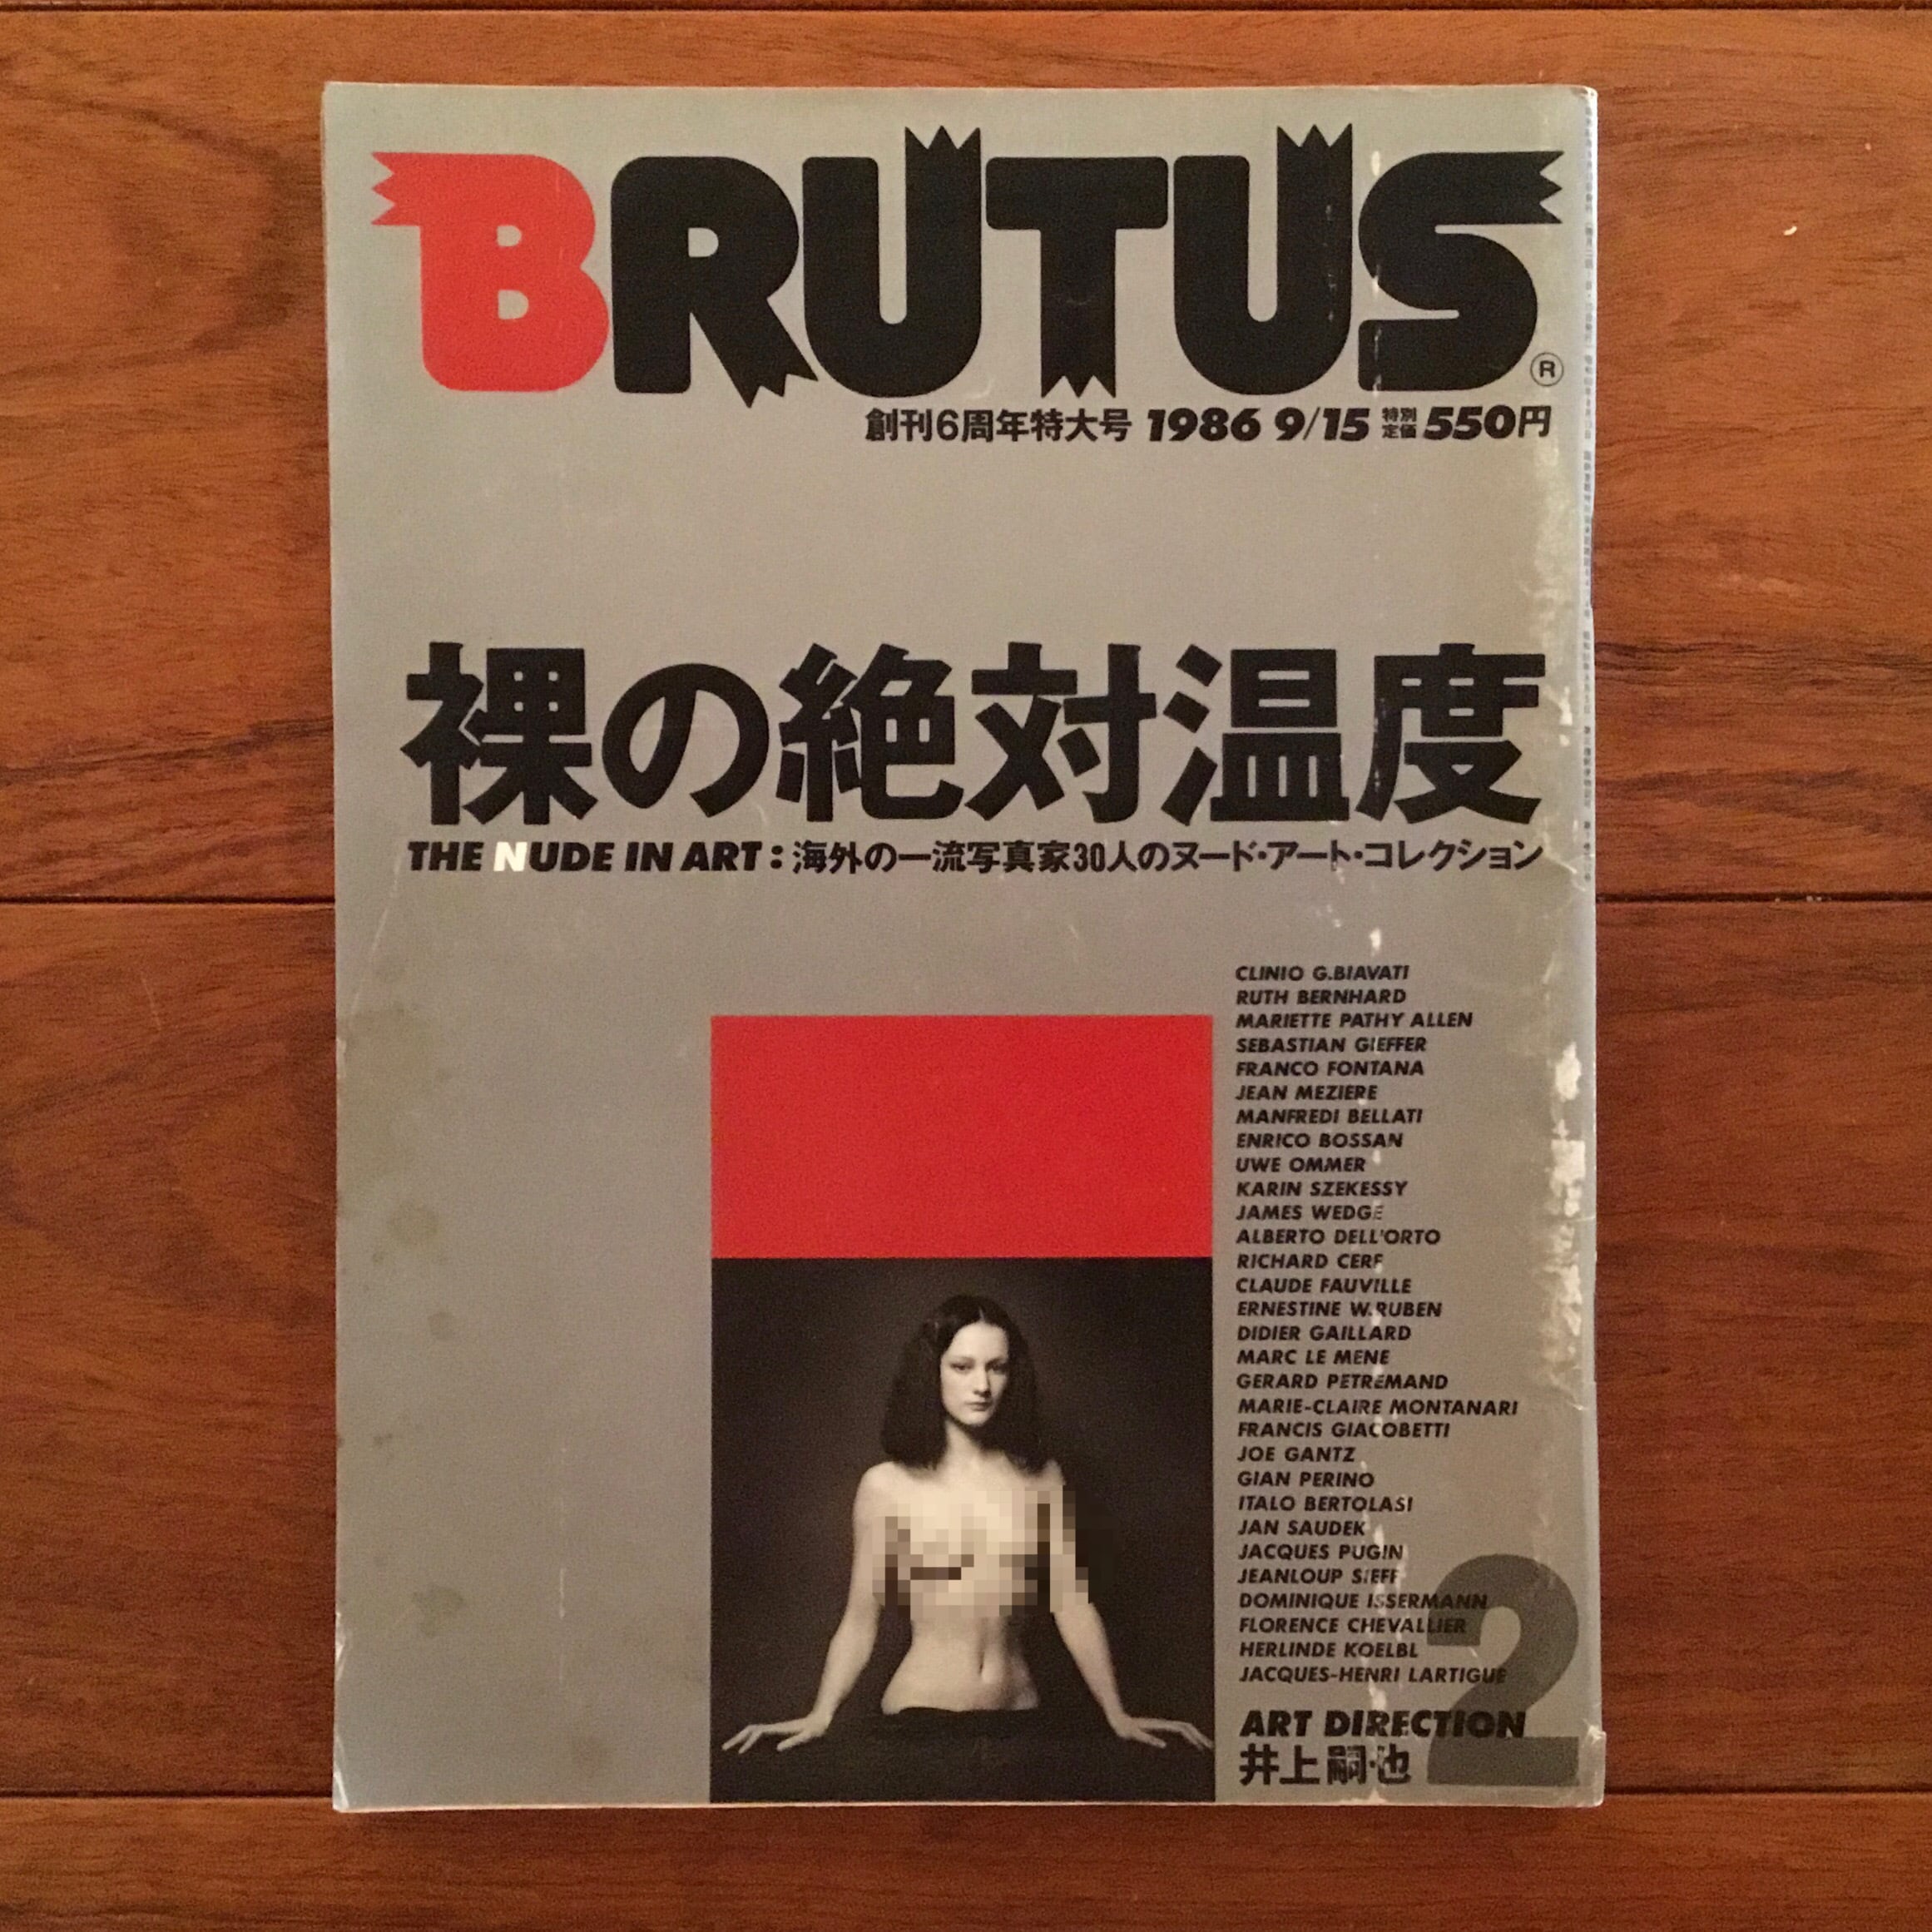 BRUTUS
®
創刊6周年特大号 1986 9/15 特別定価 550円
裸の絶対温度
THE NUDE IN ART：海外の一流写真家30人のヌード・アート・コレクション
CLINIO G.BIAVATI
RUTH BERNHARD
MARIETTE PATHY ALLEN
SEBASTIAN GIEFFER
FRANCO FONTANA
JEAN MEZIERE
MANFREDI BELLATI
ENRICO BOSSAN
UWE OMMER
KARIN SZEKESSY
JAMES WEDGE
ALBERTO DELL'ORTO
RICHARD CERF
CLAUDE FAUVILLE
ERNESTINE W.RUBEN
DIDIER GAILLARD
MARC LE MENE
GERARD PETREMAND
MARIE-CLAIRE MONTANARI
FRANCIS GIACOBETTI
JOE GANTZ
GIAN PERINO
ITALO BERTOLASI
JAN SAUDEK
JACQUES PUGIN
JEANLOUP SIEFF
DOMINIQUE ISSERMANN
FLORENCE CHEVALLIER
HERLINDE KOELBL
JACQUES-HENRI LARTIGUE
ART DIRECTION
井上嗣也
2